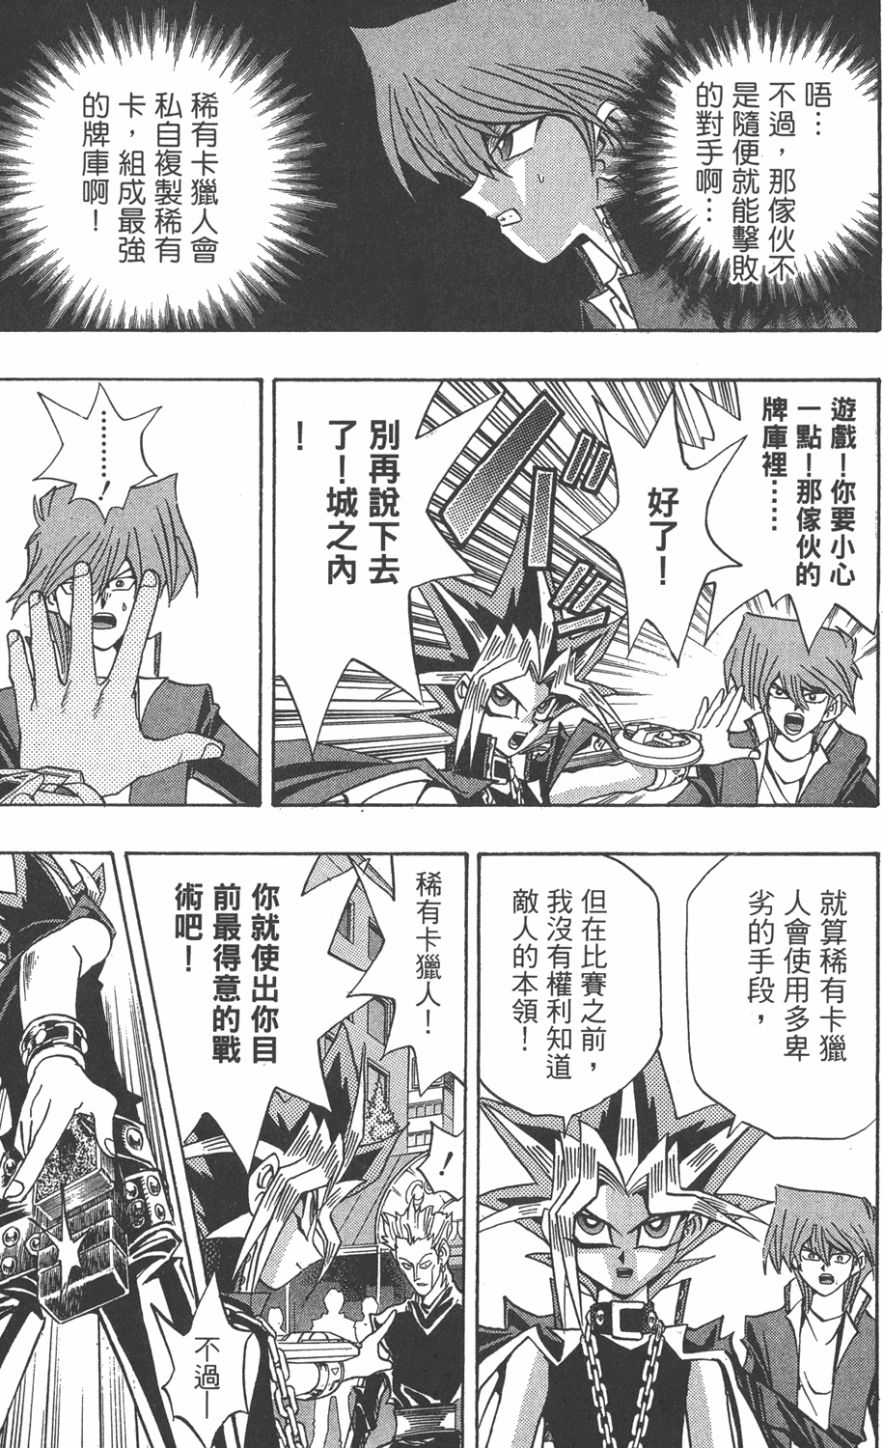 唔…
不過，那傢伙不
是隨便就能擊敗
的對手啊…
稀有卡獵人會
私自複製稀有
卡，組成最強
的牌庫啊！
遊戲！你要小心
一點！那傢伙的
牌庫裡……
好了！
別再說下去
了！城之內
！
………！
就算稀有卡獵
人會使用多卑
劣的手段，
但在比賽之前，
我沒有權利知道
敵人的本領！
稀有卡獵人！
你就使出你目
前最得意的戰
術吧！
！
不過—